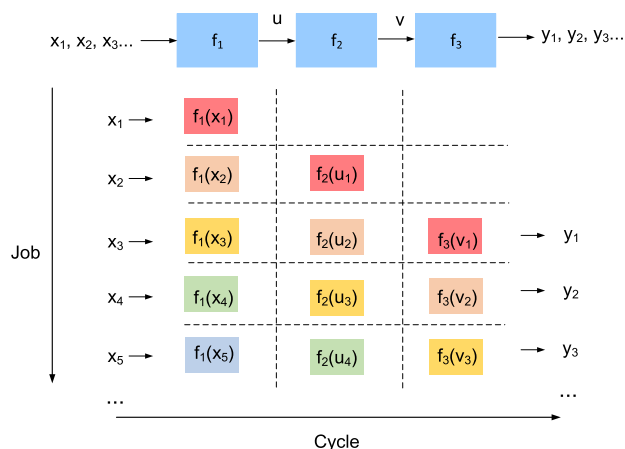 u v
x₁, x₂, x₃... f₁ f₂ f₃ y₁, y₂, y₃...
x₁ f₁(x₁)
x₂ f₁(x₂) f₂(u₁)
x₃ f₁(x₃) f₂(u₂) f₃(v₁) y₁
Job
x₄ f₁(x₄) f₂(u₃) f₃(v₂) y₂
x₅ f₁(x₅) f₂(u₄) f₃(v₃) y₃
... ...
Cycle